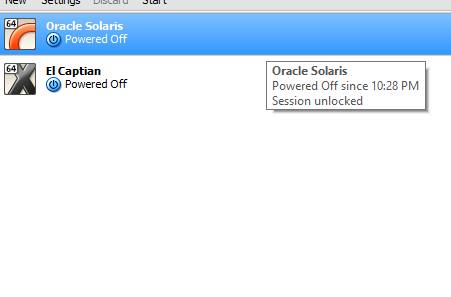 New Settings Discard Start
64 Oracle Solaris
Powered Off
64 El Captian
Powered Off
Oracle Solaris
Powered Off since 10:28 PM
Session unlocked